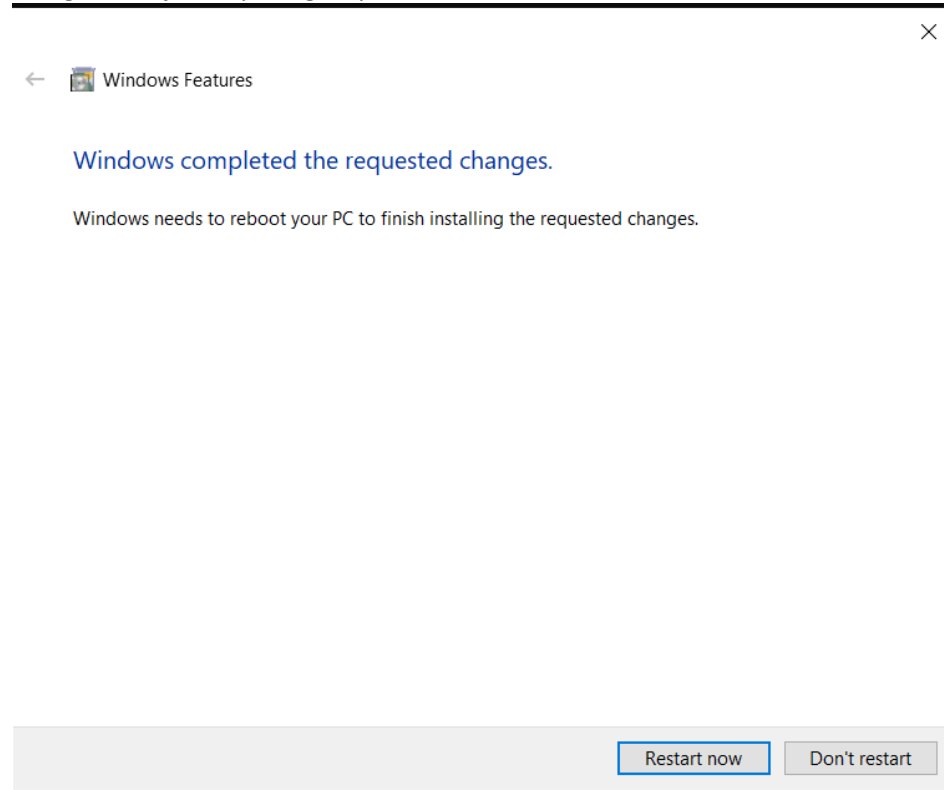 Windows Features
Windows completed the requested changes.
Windows needs to reboot your PC to finish installing the requested changes.
Restart now
Don't restart